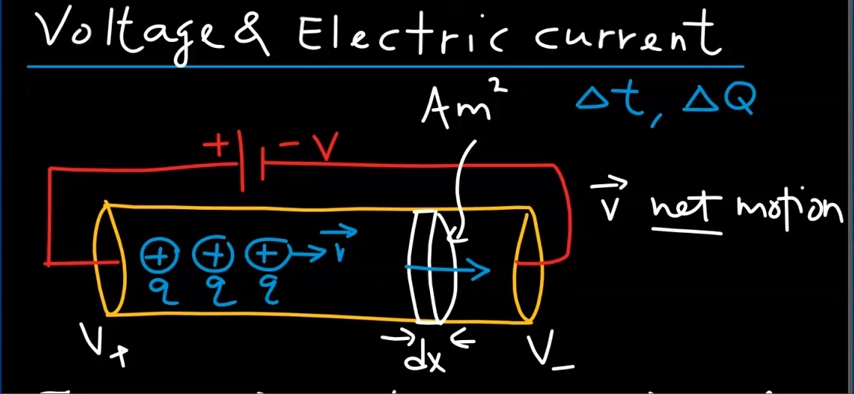 Voltage & Electric current
A m² Δt, ΔQ
+ - V
v⃗ net motion
+ + + v⃗
q q q
V₊ dx V₋